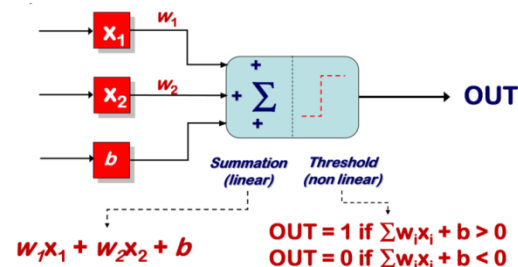 w₁
x₁
+
w₂
x₂
+ Σ
OUT
+
b
Summation
(linear)
Threshold
(non linear)
w₁x₁ + w₂x₂ + b
OUT = 1 if ∑wᵢxᵢ + b > 0
OUT = 0 if ∑wᵢxᵢ + b < 0